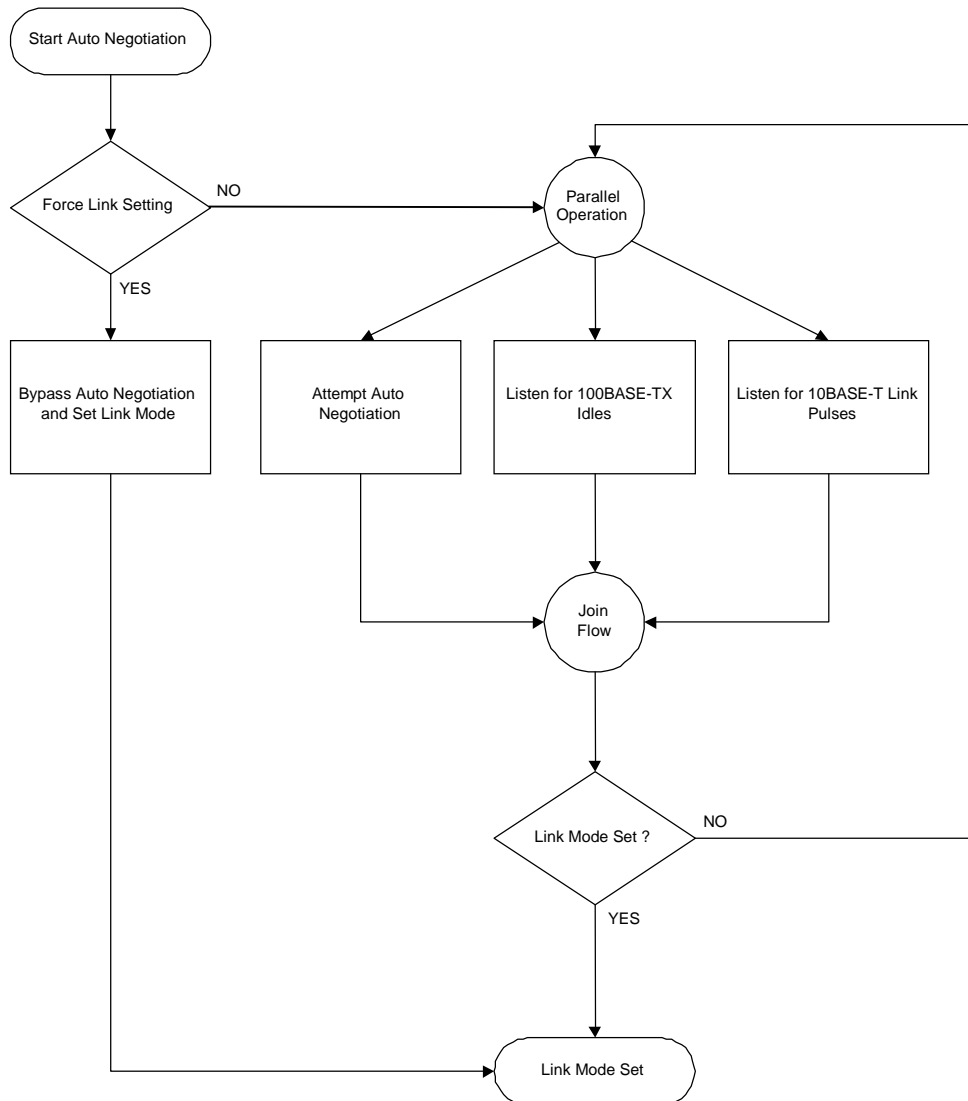 Start Auto Negotiation
Force Link Setting
NO
YES
Parallel
Operation
Bypass Auto Negotiation
and Set Link Mode
Attempt Auto
Negotiation
Listen for 100BASE-TX
Idles
Listen for 10BASE-T Link
Pulses
Join
Flow
Link Mode Set ?
NO
YES
Link Mode Set